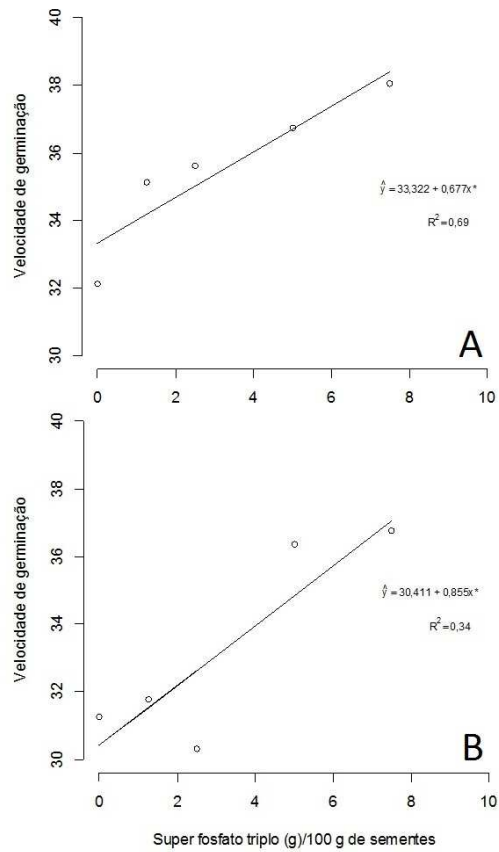 40
38
36
34
32
30
Velocidade de germinação
ŷ = 33,322 + 0,677x*
R²=0,69
A
0 2 4 6 8 10
40
38
36
34
32
30
Velocidade de germinação
ŷ = 30,411 + 0,855x*
R²=0,34
B
0 2 4 6 8 10
Super fosfato triplo (g)/100 g de sementes